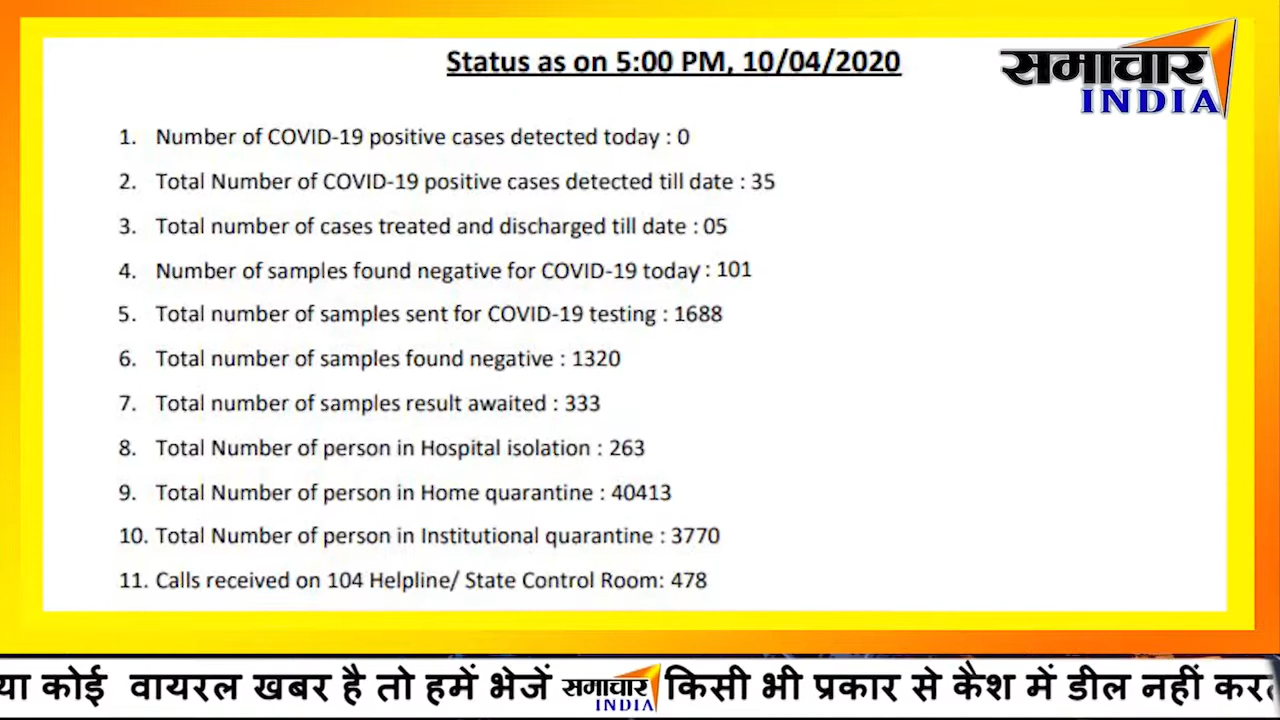 Status as on 5:00 PM, 10/04/2020
समाचार
INDIA
1. Number of COVID-19 positive cases detected today : 0
2. Total Number of COVID-19 positive cases detected till date : 35
3. Total number of cases treated and discharged till date : 05
4. Number of samples found negative for COVID-19 today : 101
5. Total number of samples sent for COVID-19 testing : 1688
6. Total number of samples found negative : 1320
7. Total number of samples result awaited : 333
8. Total Number of person in Hospital isolation : 263
9. Total Number of person in Home quarantine : 40413
10. Total Number of person in Institutional quarantine : 3770
11. Calls received on 104 Helpline/ State Control Room: 478
या कोई वायरल खबर है तो हमें भेजें समाचार INDIA किसी भी प्रकार से कैश में डील नहीं